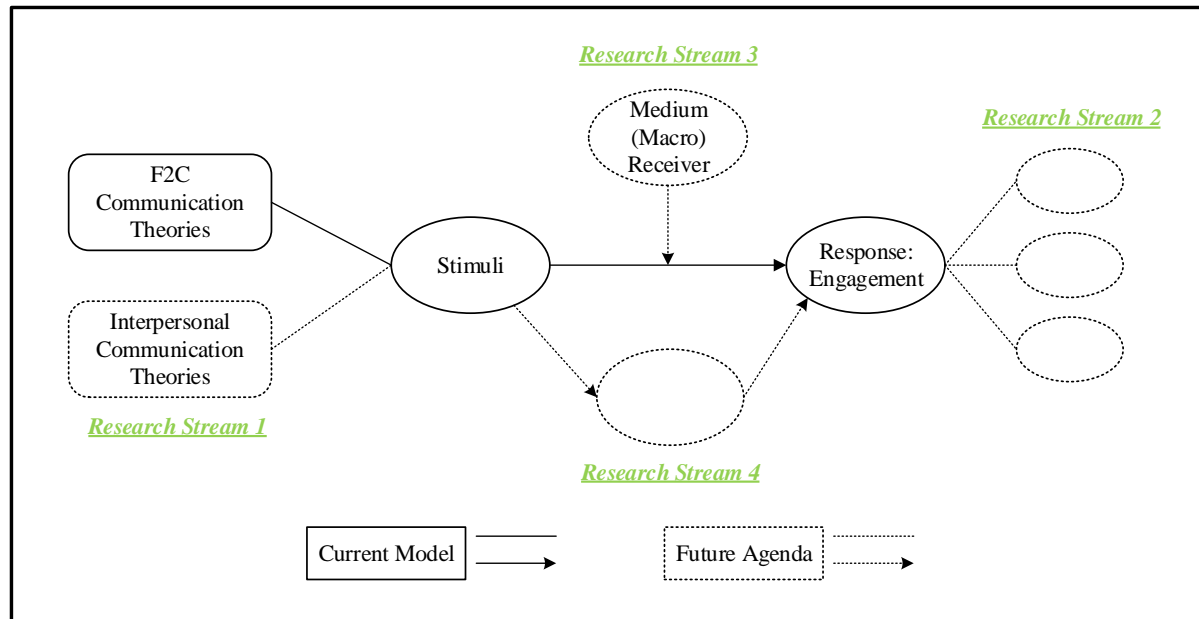 Research Stream 3
Medium
(Macro)
Receiver
Research Stream 2
F2C
Communication
Theories
Stimuli
Response:
Engagement
Interpersonal
Communication
Theories
Research Stream 1
Research Stream 4
Current Model
Future Agenda